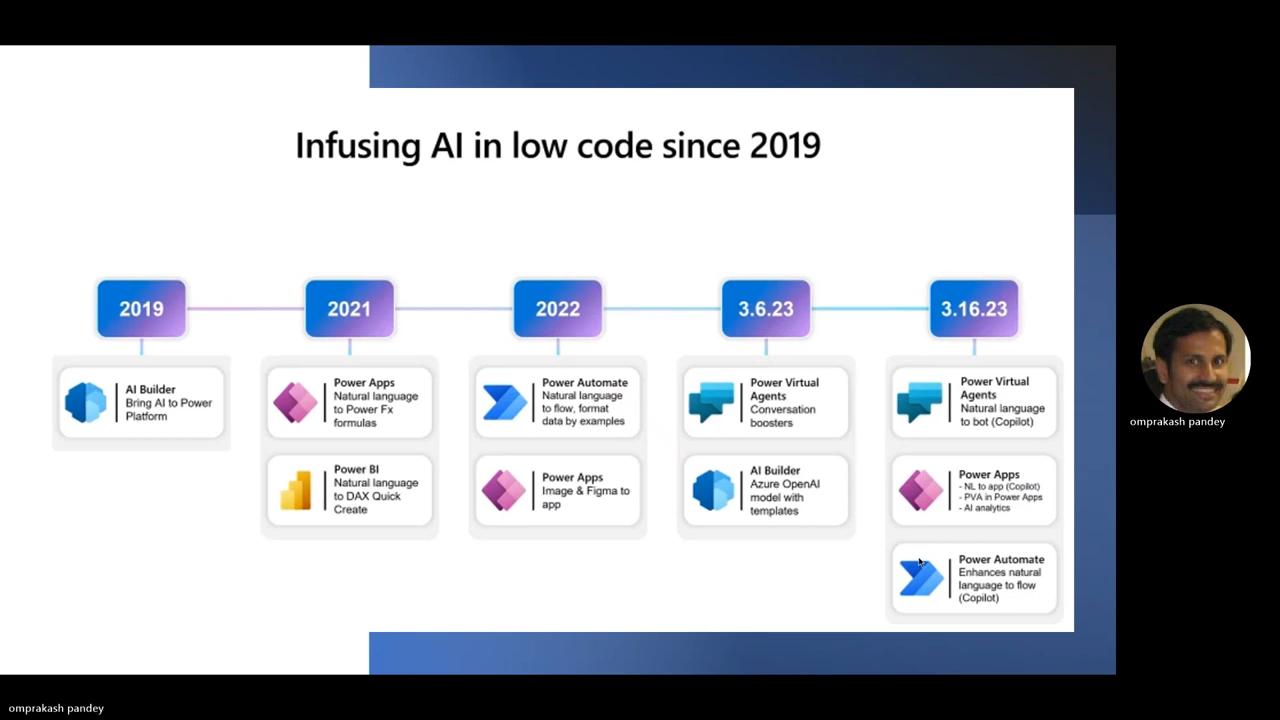 Infusing AI in low code since 2019
2019
AI Builder
Bring AI to Power
Platform
2021
Power Apps
Natural language
to Power Fx
formulas
Power BI
Natural language
to DAX Quick
Create
2022
Power Automate
Natural language
to flow, format
data by examples
Power Apps
Image & Figma to
app
3.6.23
Power Virtual
Agents
Conversation
boosters
AI Builder
Azure OpenAI
model with
templates
3.16.23
Power Virtual
Agents
Natural language
to bot (Copilot)
Power Apps
- NL to app (Copilot)
- PVA in Power Apps
- AI analytics
Power Automate
Enhances natural
language to flow
(Copilot)
omprakash pandey
omprakash pandey